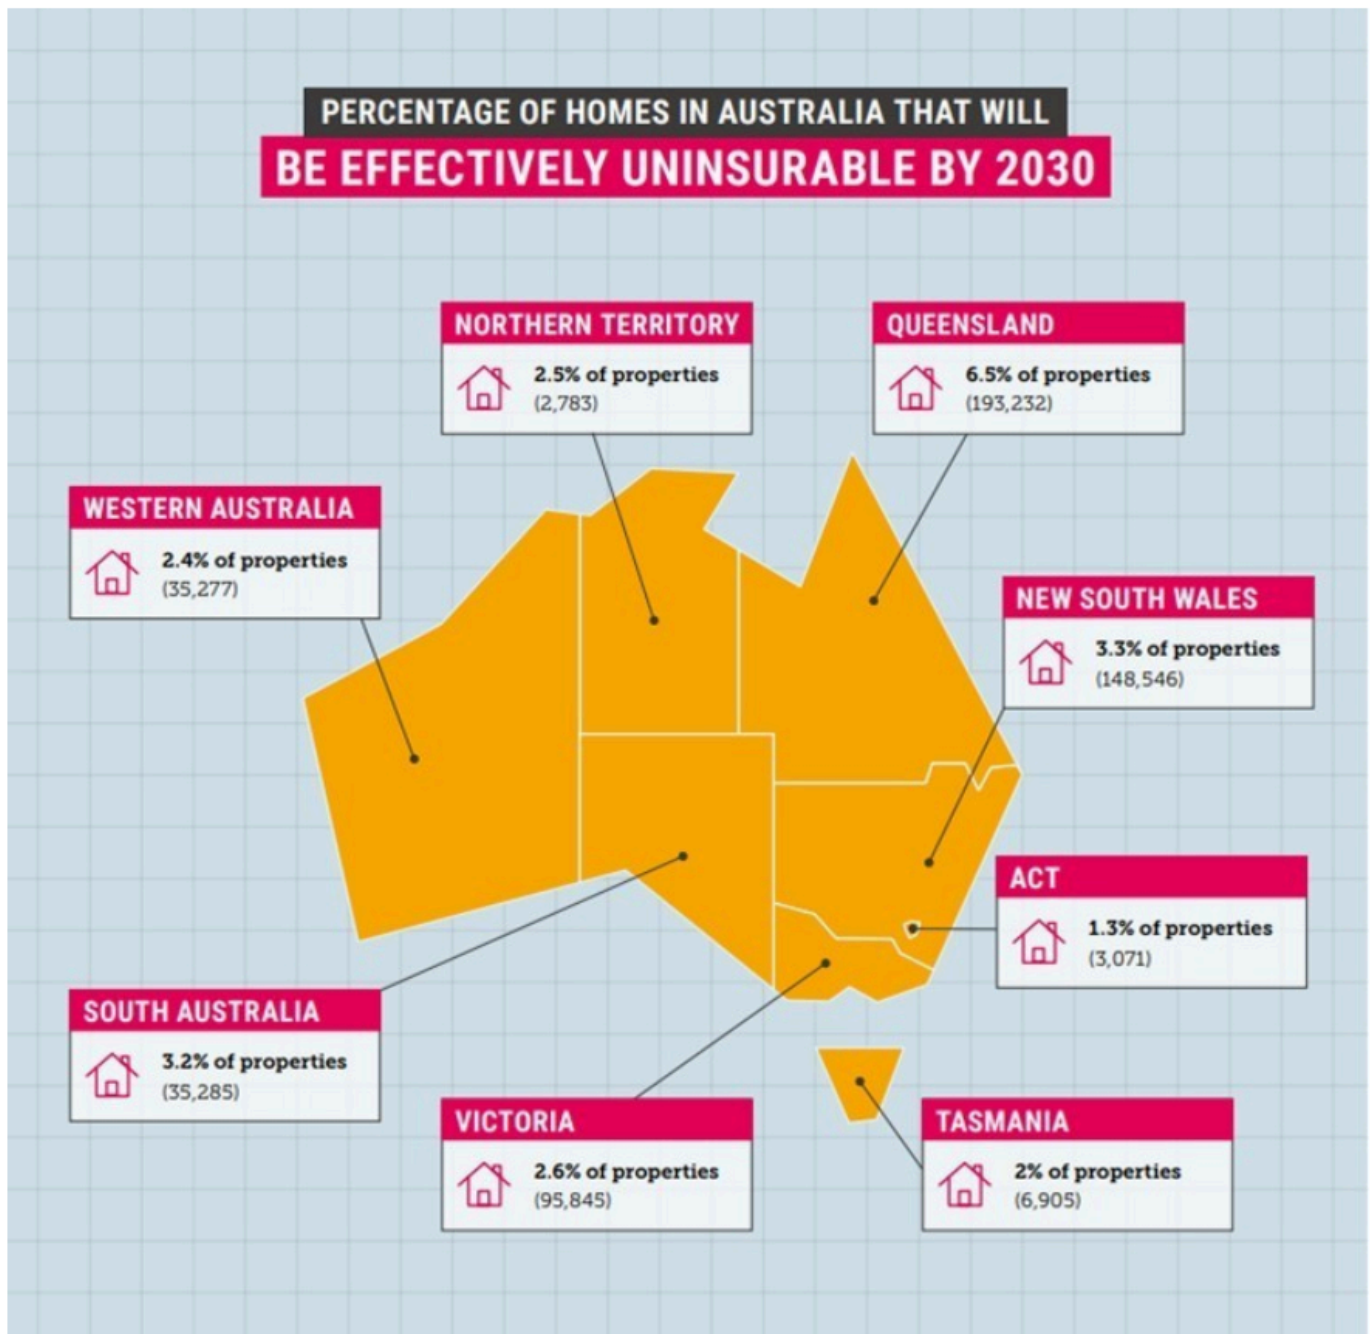 PERCENTAGE OF HOMES IN AUSTRALIA THAT WILL
BE EFFECTIVELY UNINSURABLE BY 2030
NORTHERN TERRITORY
2.5% of properties
(2,783)
QUEENSLAND
6.5% of properties
(193,232)
WESTERN AUSTRALIA
2.4% of properties
(35,277)
NEW SOUTH WALES
3.3% of properties
(148,546)
ACT
1.3% of properties
(3,071)
SOUTH AUSTRALIA
3.2% of properties
(35,285)
VICTORIA
2.6% of properties
(95,845)
TASMANIA
2% of properties
(6,905)